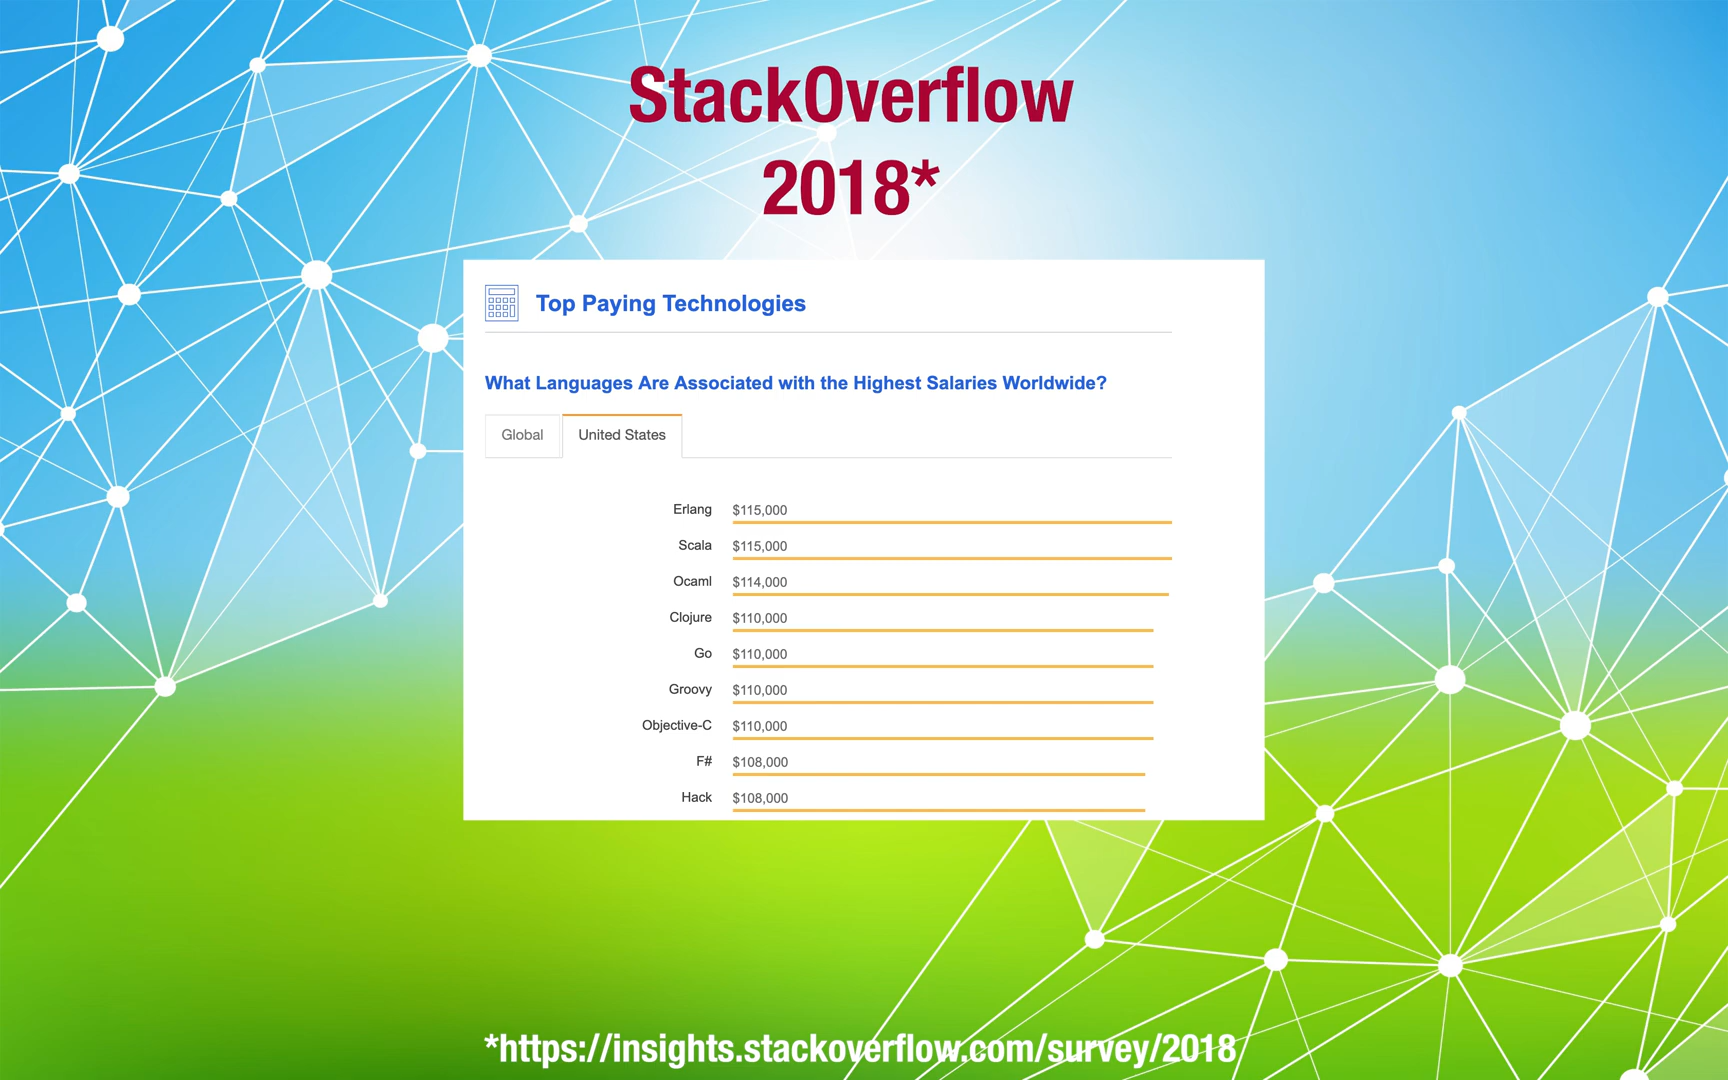 StackOverflow
2018*
Top Paying Technologies
What Languages Are Associated with the Highest Salaries Worldwide?
Global United States
Erlang $115,000
Scala $115,000
Ocaml $114,000
Clojure $110,000
Go $110,000
Groovy $110,000
Objective-C $110,000
F# $108,000
Hack $108,000
*https://insights.stackoverflow.com/survey/2018